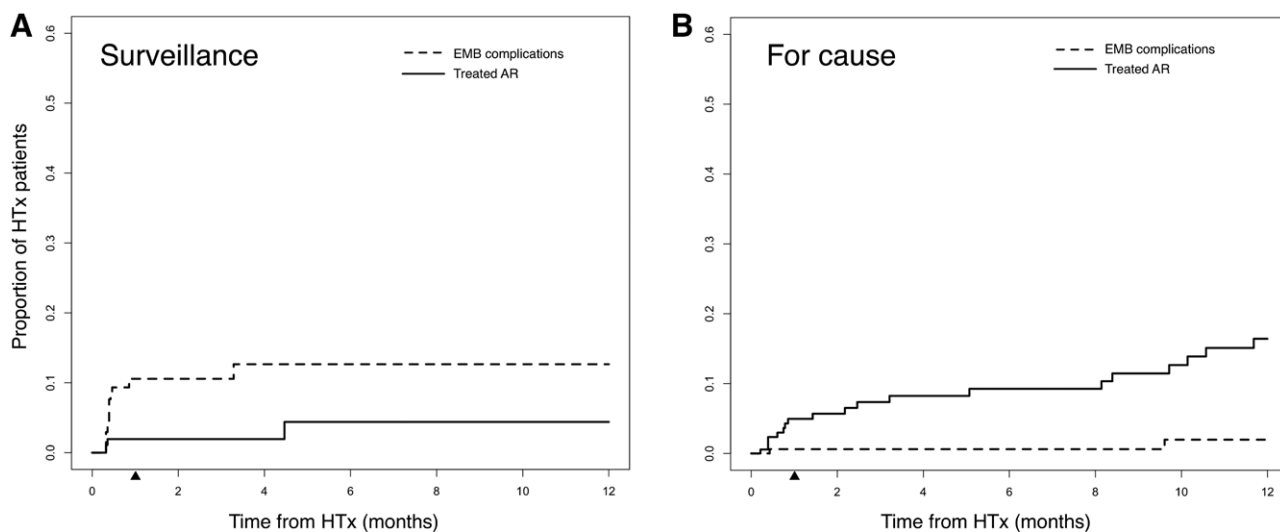 A
Surveillance
EMB complications
Treated AR
Proportion of HTx patients
0.6
0.5
0.4
0.3
0.2
0.1
0.0
0 2 4 6 8 10 12
Time from HTx (months)
B
For cause
EMB complications
Treated AR
0.6
0.5
0.4
0.3
0.2
0.1
0.0
0 2 4 6 8 10 12
Time from HTx (months)